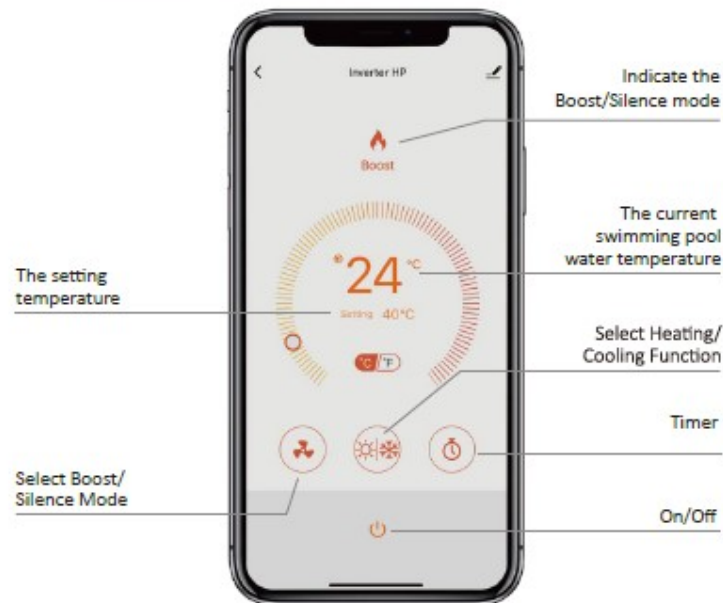 Inverter HP
Indicate the
Boost/Silence mode
Boost
The current
swimming pool
water temperature
24 °C
The setting
temperature
Setting 40°C
Select Heating/
Cooling Function
°C/°F
Timer
Select Boost/
Silence Mode
On/Off